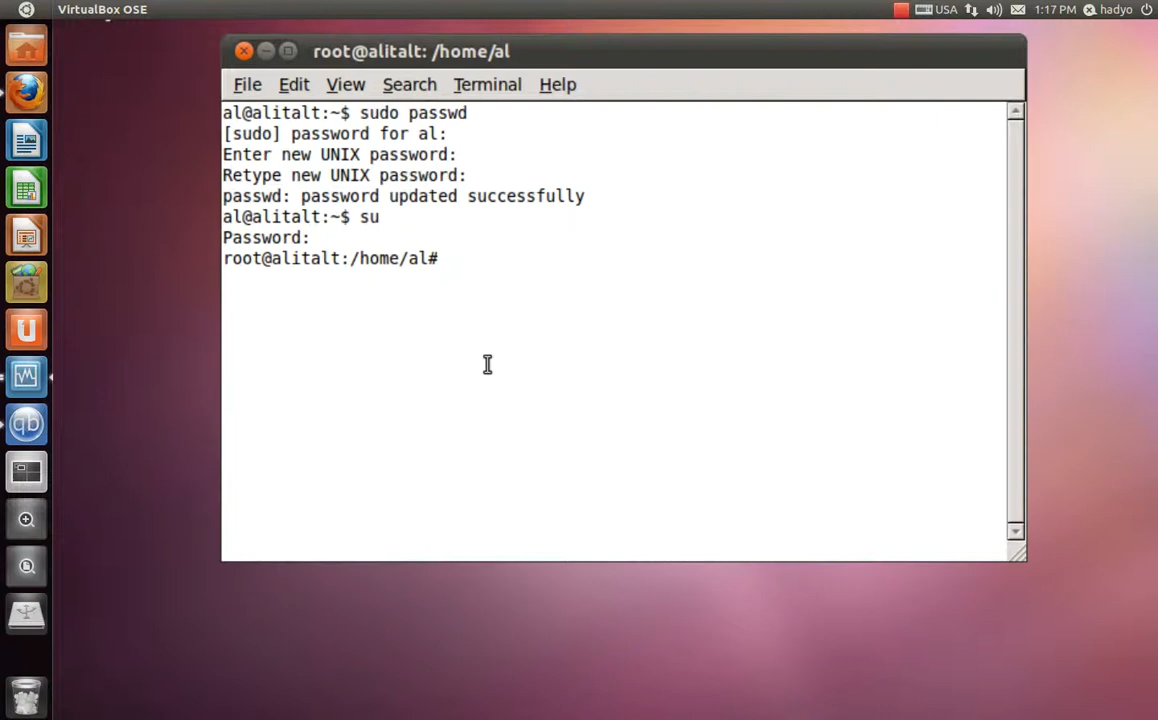 VirtualBox OSE
USA
1:17 PM
hadyo
root@alitalt: /home/al
File Edit View Search Terminal Help
al@alitalt:~$ sudo passwd
[sudo] password for al:
Enter new UNIX password:
Retype new UNIX password:
passwd: password updated successfully
al@alitalt:~$ su
Password:
root@alitalt:/home/al#
U
qb